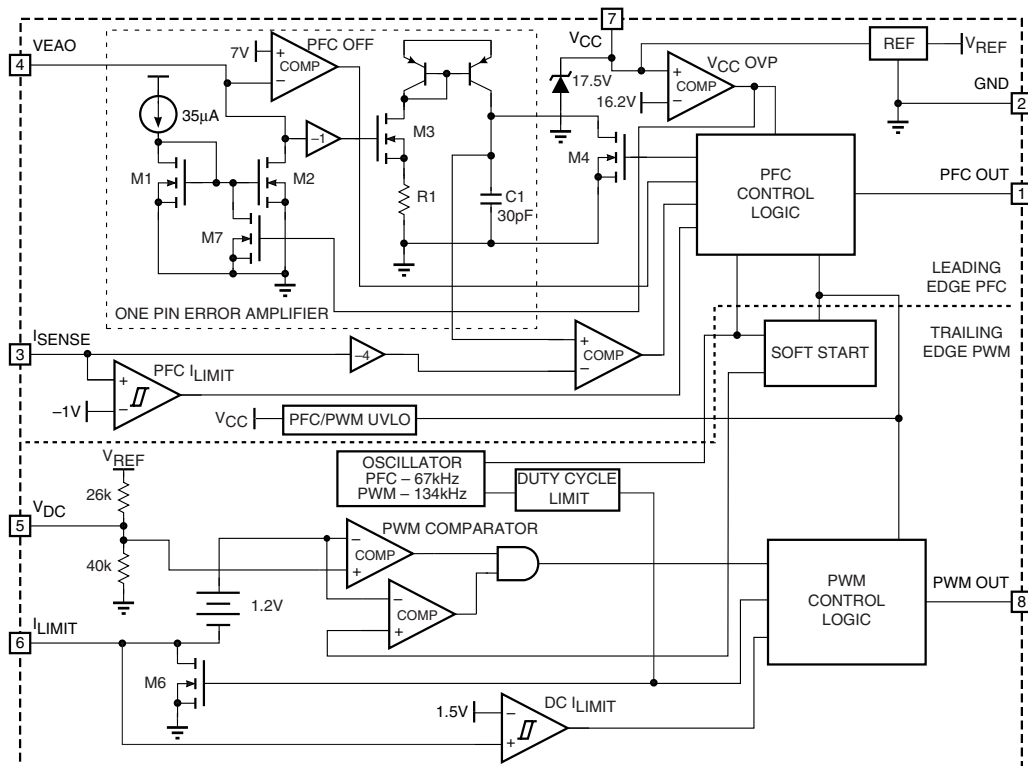 7
VEAO
4
7V
+
COMP
−
PFC OFF
35µA
M1
M2
M7
–1
M3
R1
C1
30pF
M4
VCC
17.5V
16.2V
+
COMP
−
VCC OVP
REF
VREF
GND
2
PFC
CONTROL
LOGIC
PFC OUT
1
ONE PIN ERROR AMPLIFIER
LEADING
EDGE PFC
TRAILING
EDGE PWM
ISENSE
3
–4
+
COMP
−
SOFT START
PFC ILIMIT
+
−
–1V
VCC
PFC/PWM UVLO
VREF
26k
VDC
5
40k
OSCILLATOR
PFC – 67kHz
PWM – 134kHz
DUTY CYCLE
LIMIT
PWM COMPARATOR
−
COMP
+
−
COMP
+
1.2V
PWM
CONTROL
LOGIC
PWM OUT
8
ILIMIT
6
M6
1.5V
−
+
DC ILIMIT